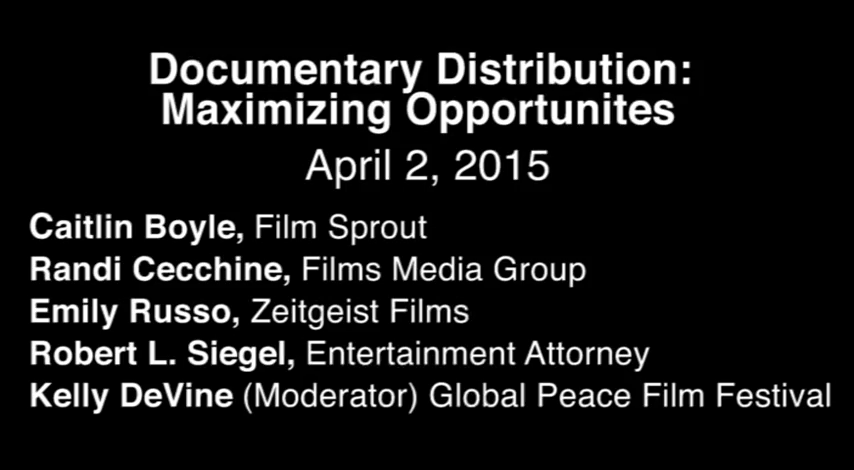 Documentary Distribution:
Maximizing Opportunites
April 2, 2015
Caitlin Boyle, Film Sprout
Randi Cecchine, Films Media Group
Emily Russo, Zeitgeist Films
Robert L. Siegel, Entertainment Attorney
Kelly DeVine (Moderator) Global Peace Film Festival